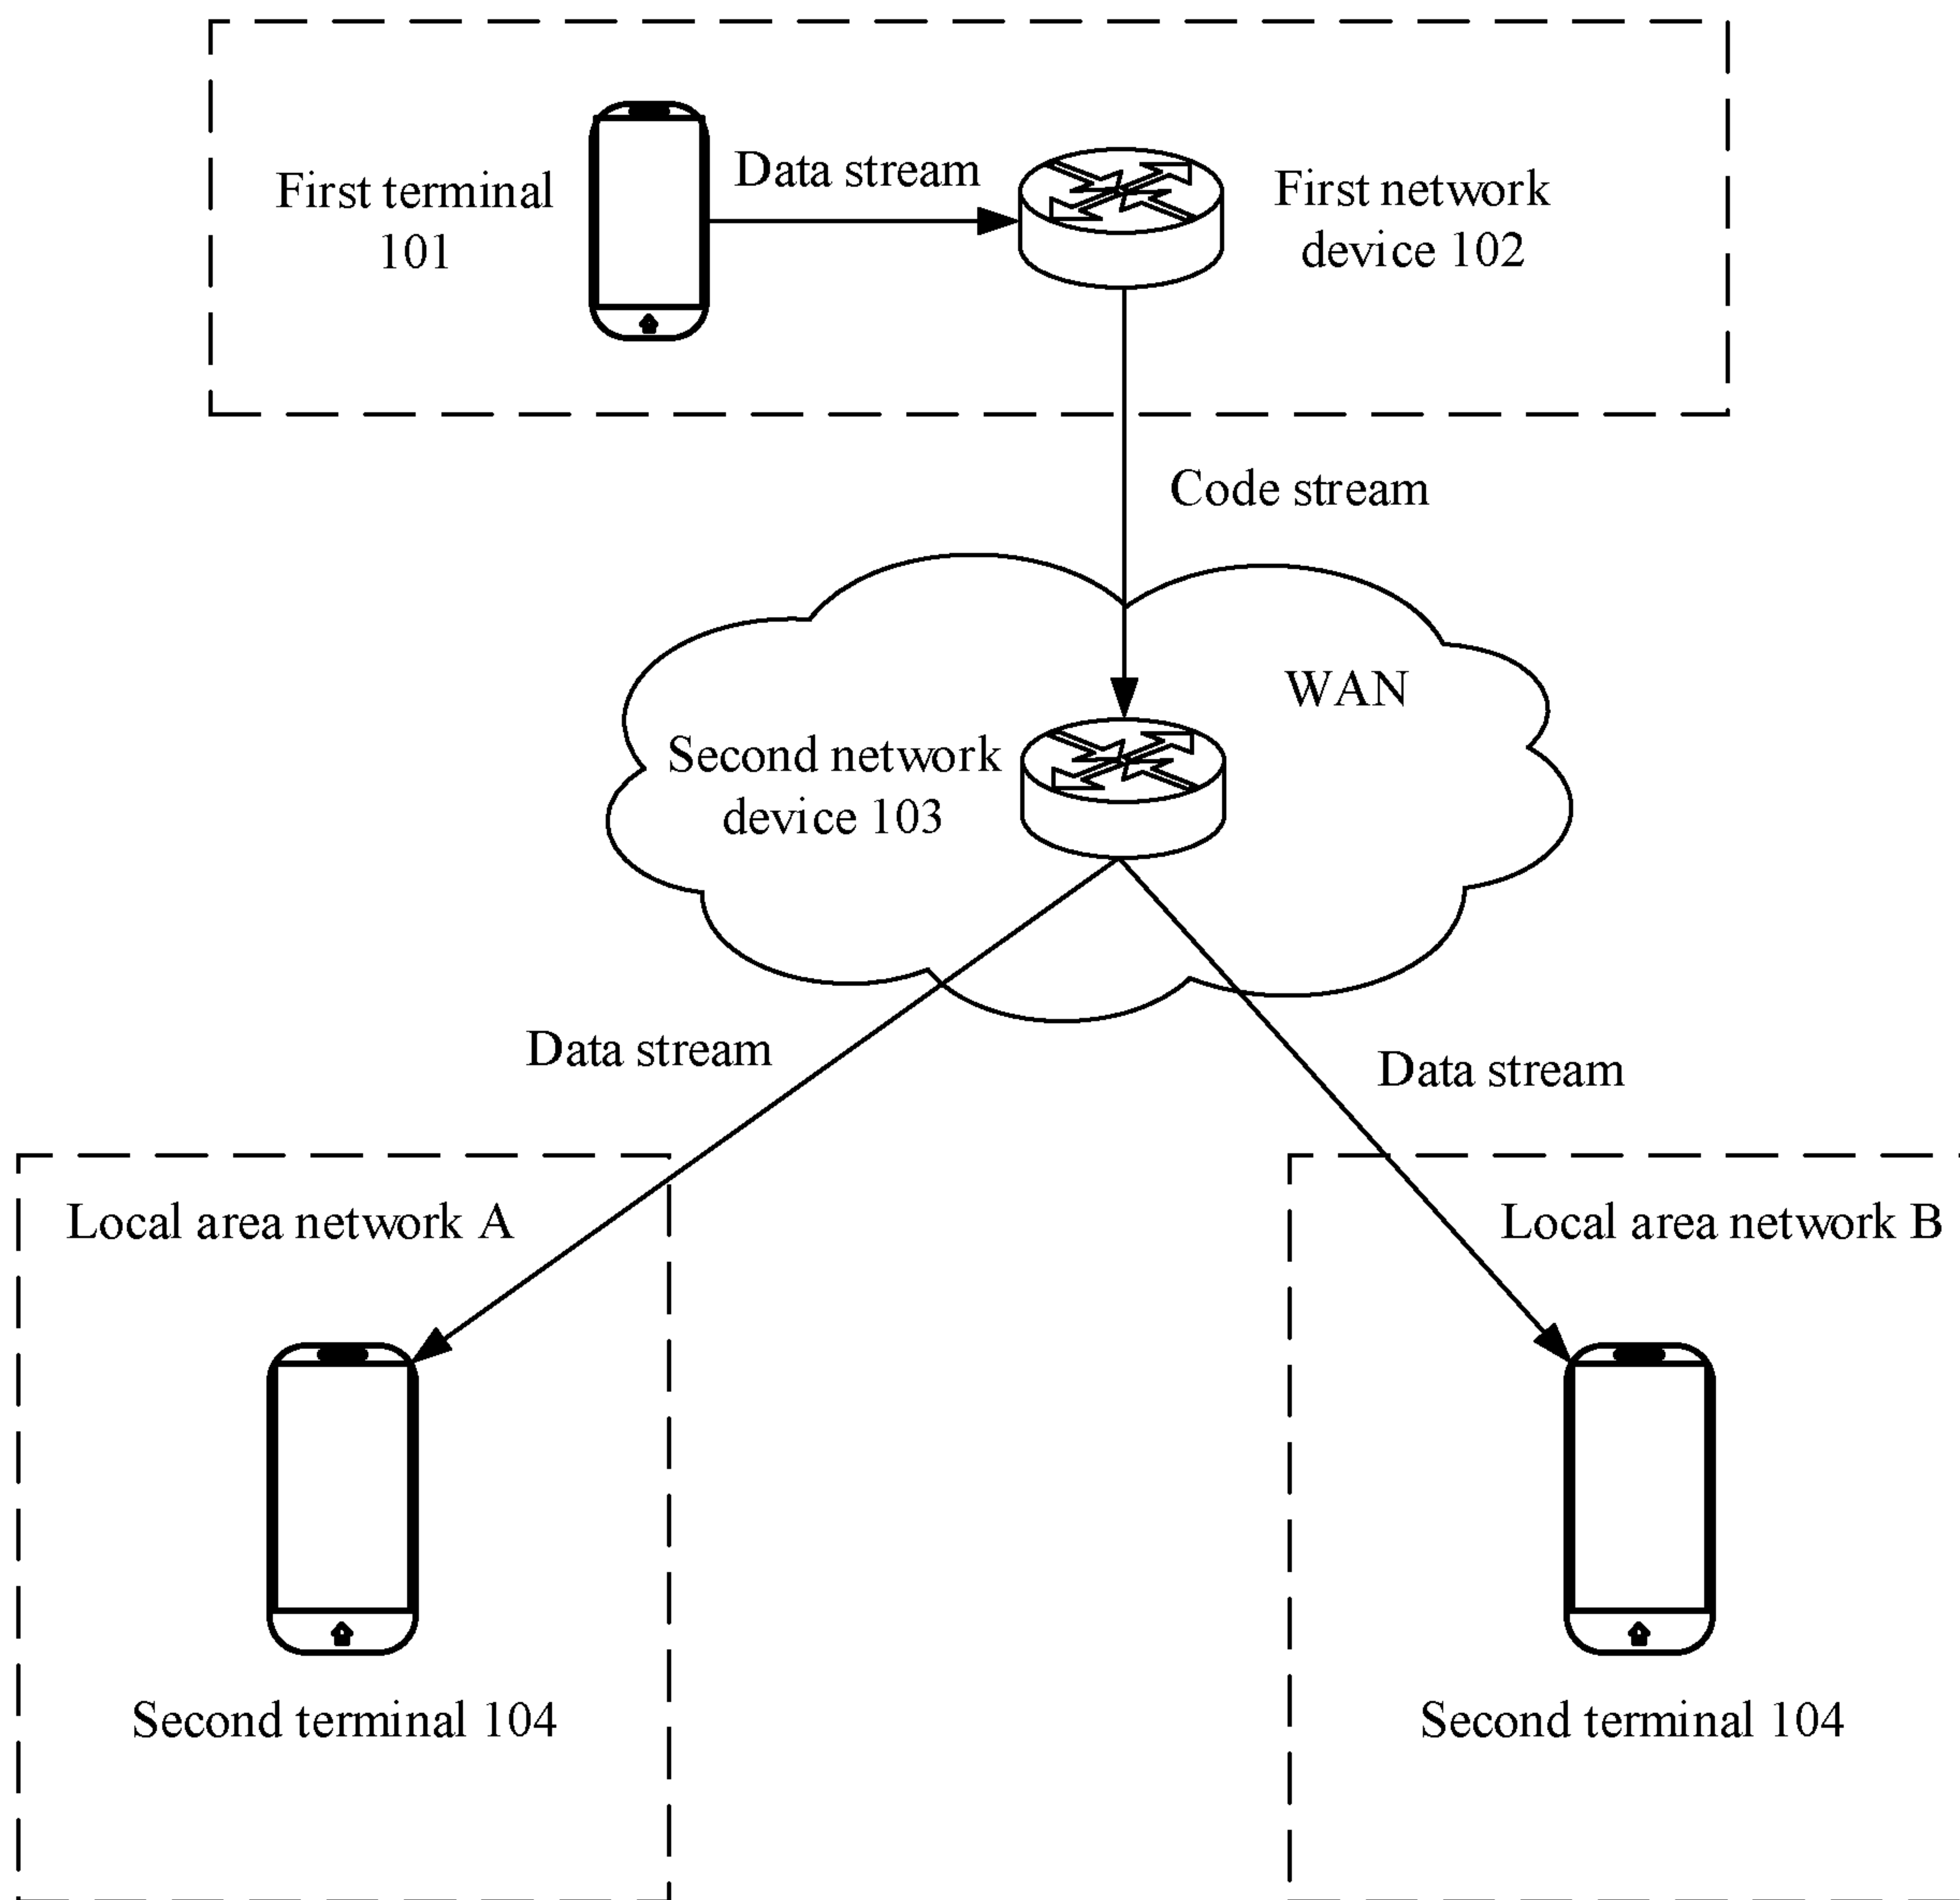 Data stream
First terminal
101
First network
device 102
Code stream
WAN
Second network
device 103
Data stream
Data stream
Local area network A
Local area network B
Second terminal 104
Second terminal 104